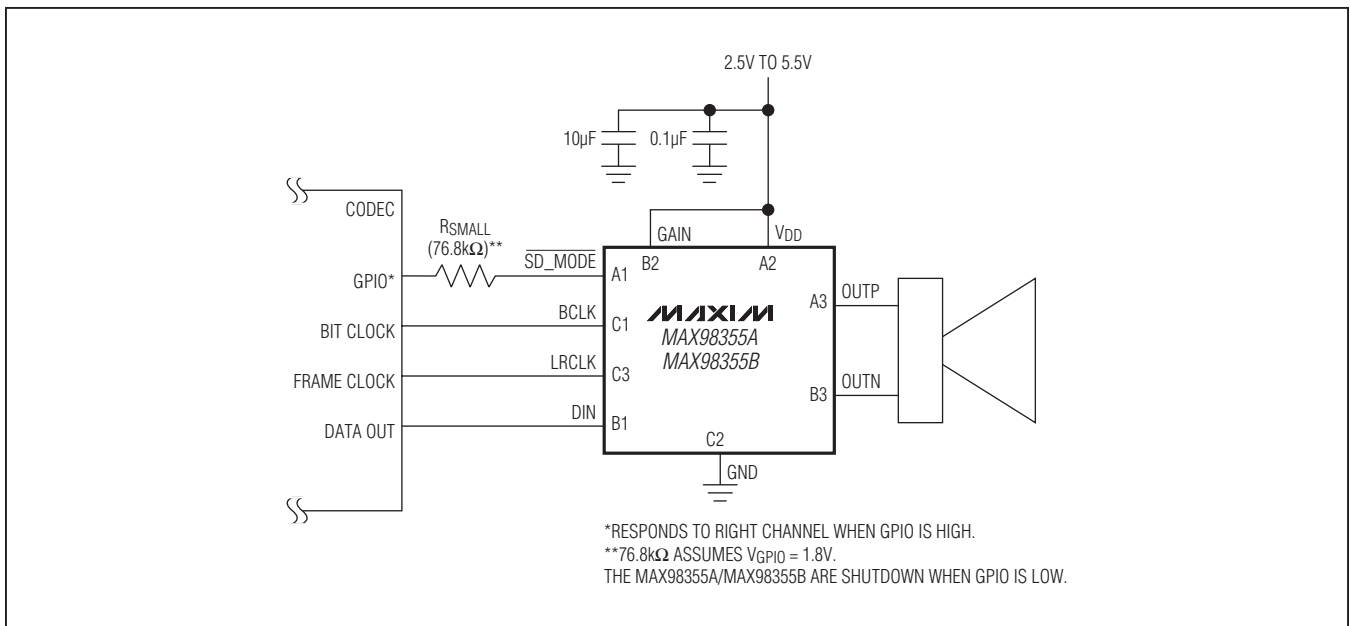 2.5V TO 5.5V
10µF
0.1µF
CODEC
RSMALL
(76.8kΩ)**
SD_MODE
GAIN
VDD
B2
A2
GPIO*
A1
MAXIM
MAX98355A
MAX98355B
A3
OUTP
BIT CLOCK
BCLK
C1
FRAME CLOCK
LRCLK
C3
B3
OUTN
DATA OUT
DIN
B1
C2
GND
*RESPONDS TO RIGHT CHANNEL WHEN GPIO IS HIGH.
**76.8kΩ ASSUMES VGPIO = 1.8V.
THE MAX98355A/MAX98355B ARE SHUTDOWN WHEN GPIO IS LOW.